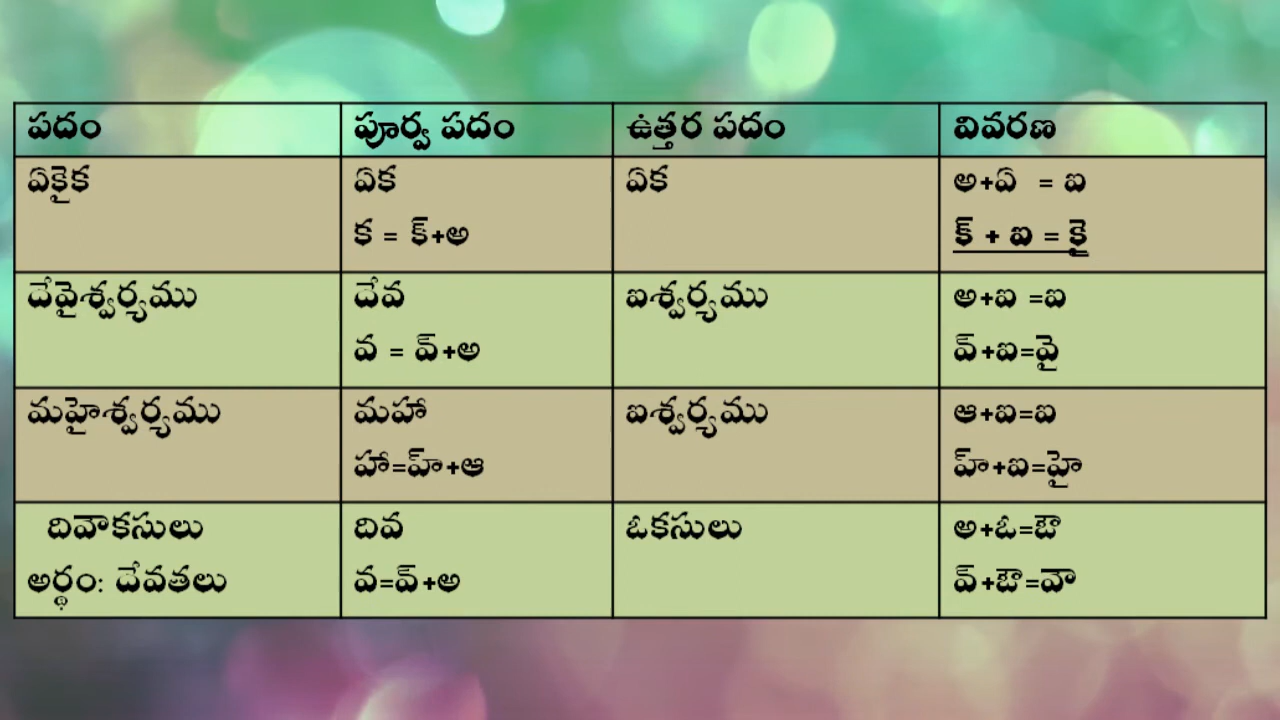 పదం పూర్వ పదం ఉత్తర పదం వివరణ
ఏకైక ఏక ఏక అ+ఏ = ఐ
క = క్+అ క్ + ఐ = కై
దేవైశ్వర్యము దేవ ఐశ్వర్యము అ+ఐ =ఐ
వ = వ్+అ వ్+ఐ=వై
మహైశ్వర్యము మహా ఐశ్వర్యము ఆ+ఐ=ఐ
హా=హ్+ఆ హ్+ఐ=హై
దివౌకసులు దివ ఓకసులు అ+ఓ=ఔ
అర్థం: దేవతలు వ=వ్+అ వ్+ఔ=వౌ